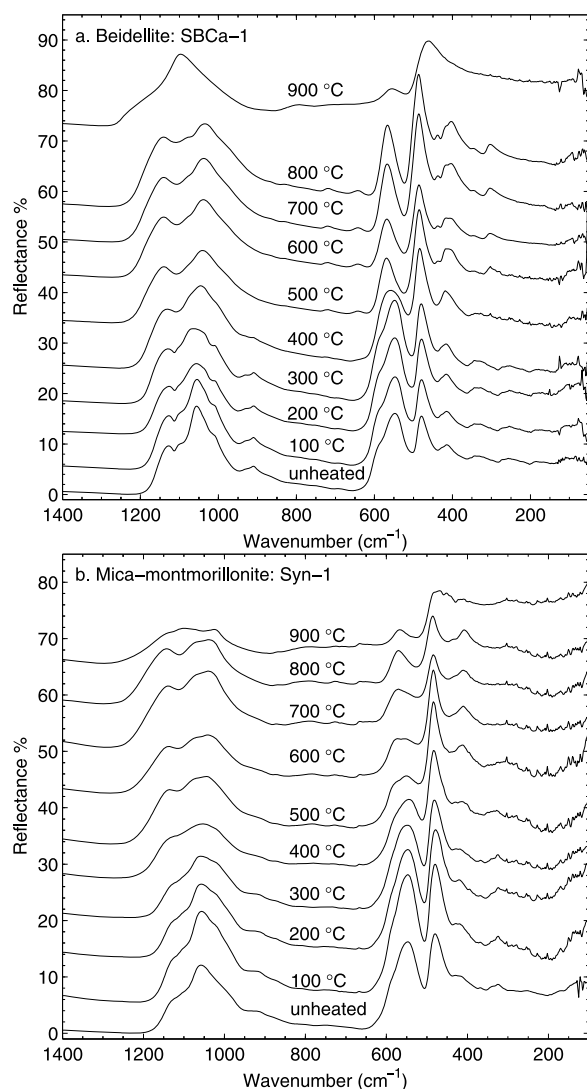 90
a. Beidellite: SBCa−1
80
900 °C
70
800 °C
60
700 °C
50
600 °C
40
500 °C
30
400 °C
300 °C
20
200 °C
10
100 °C
unheated
0
Reflectance %
1400 1200 1000 800 600 400 200
Wavenumber (cm−1)
80
b. Mica−montmorillonite: Syn−1
70
900 °C
800 °C
60
700 °C
50
600 °C
40
500 °C
30
400 °C
300 °C
20
200 °C
10
100 °C
unheated
0
Reflectance %
1400 1200 1000 800 600 400 200
Wavenumber (cm−1)